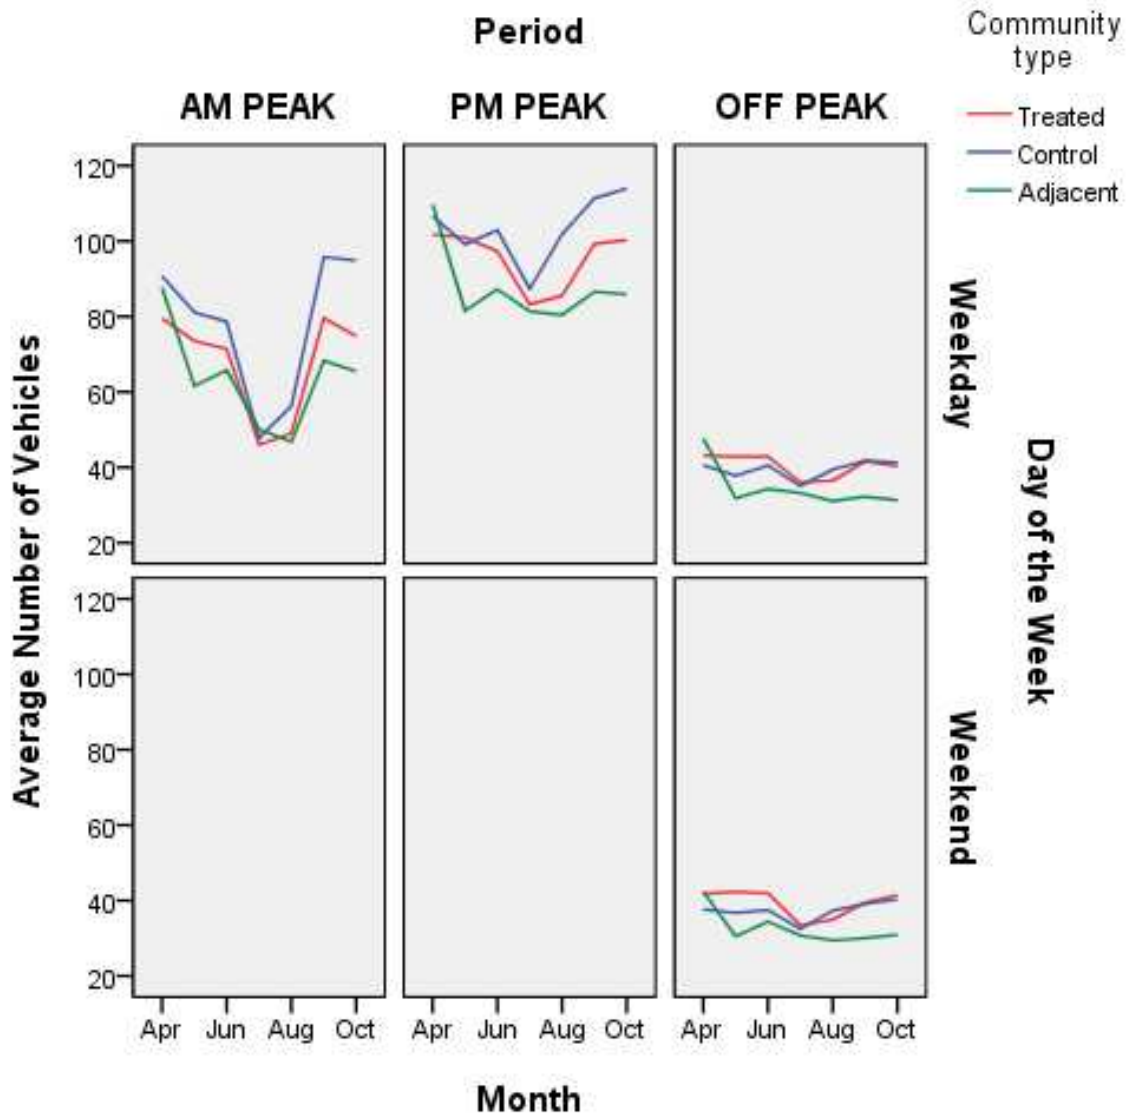 Period
Community
type
AM PEAK
PM PEAK
OFF PEAK
Treated
Control
Adjacent
120
100
80
60
40
20
Weekday
Average Number of Vehicles
Day of the Week
120
100
80
60
40
20
Weekend
Apr Jun Aug Oct
Apr Jun Aug Oct
Apr Jun Aug Oct
Month